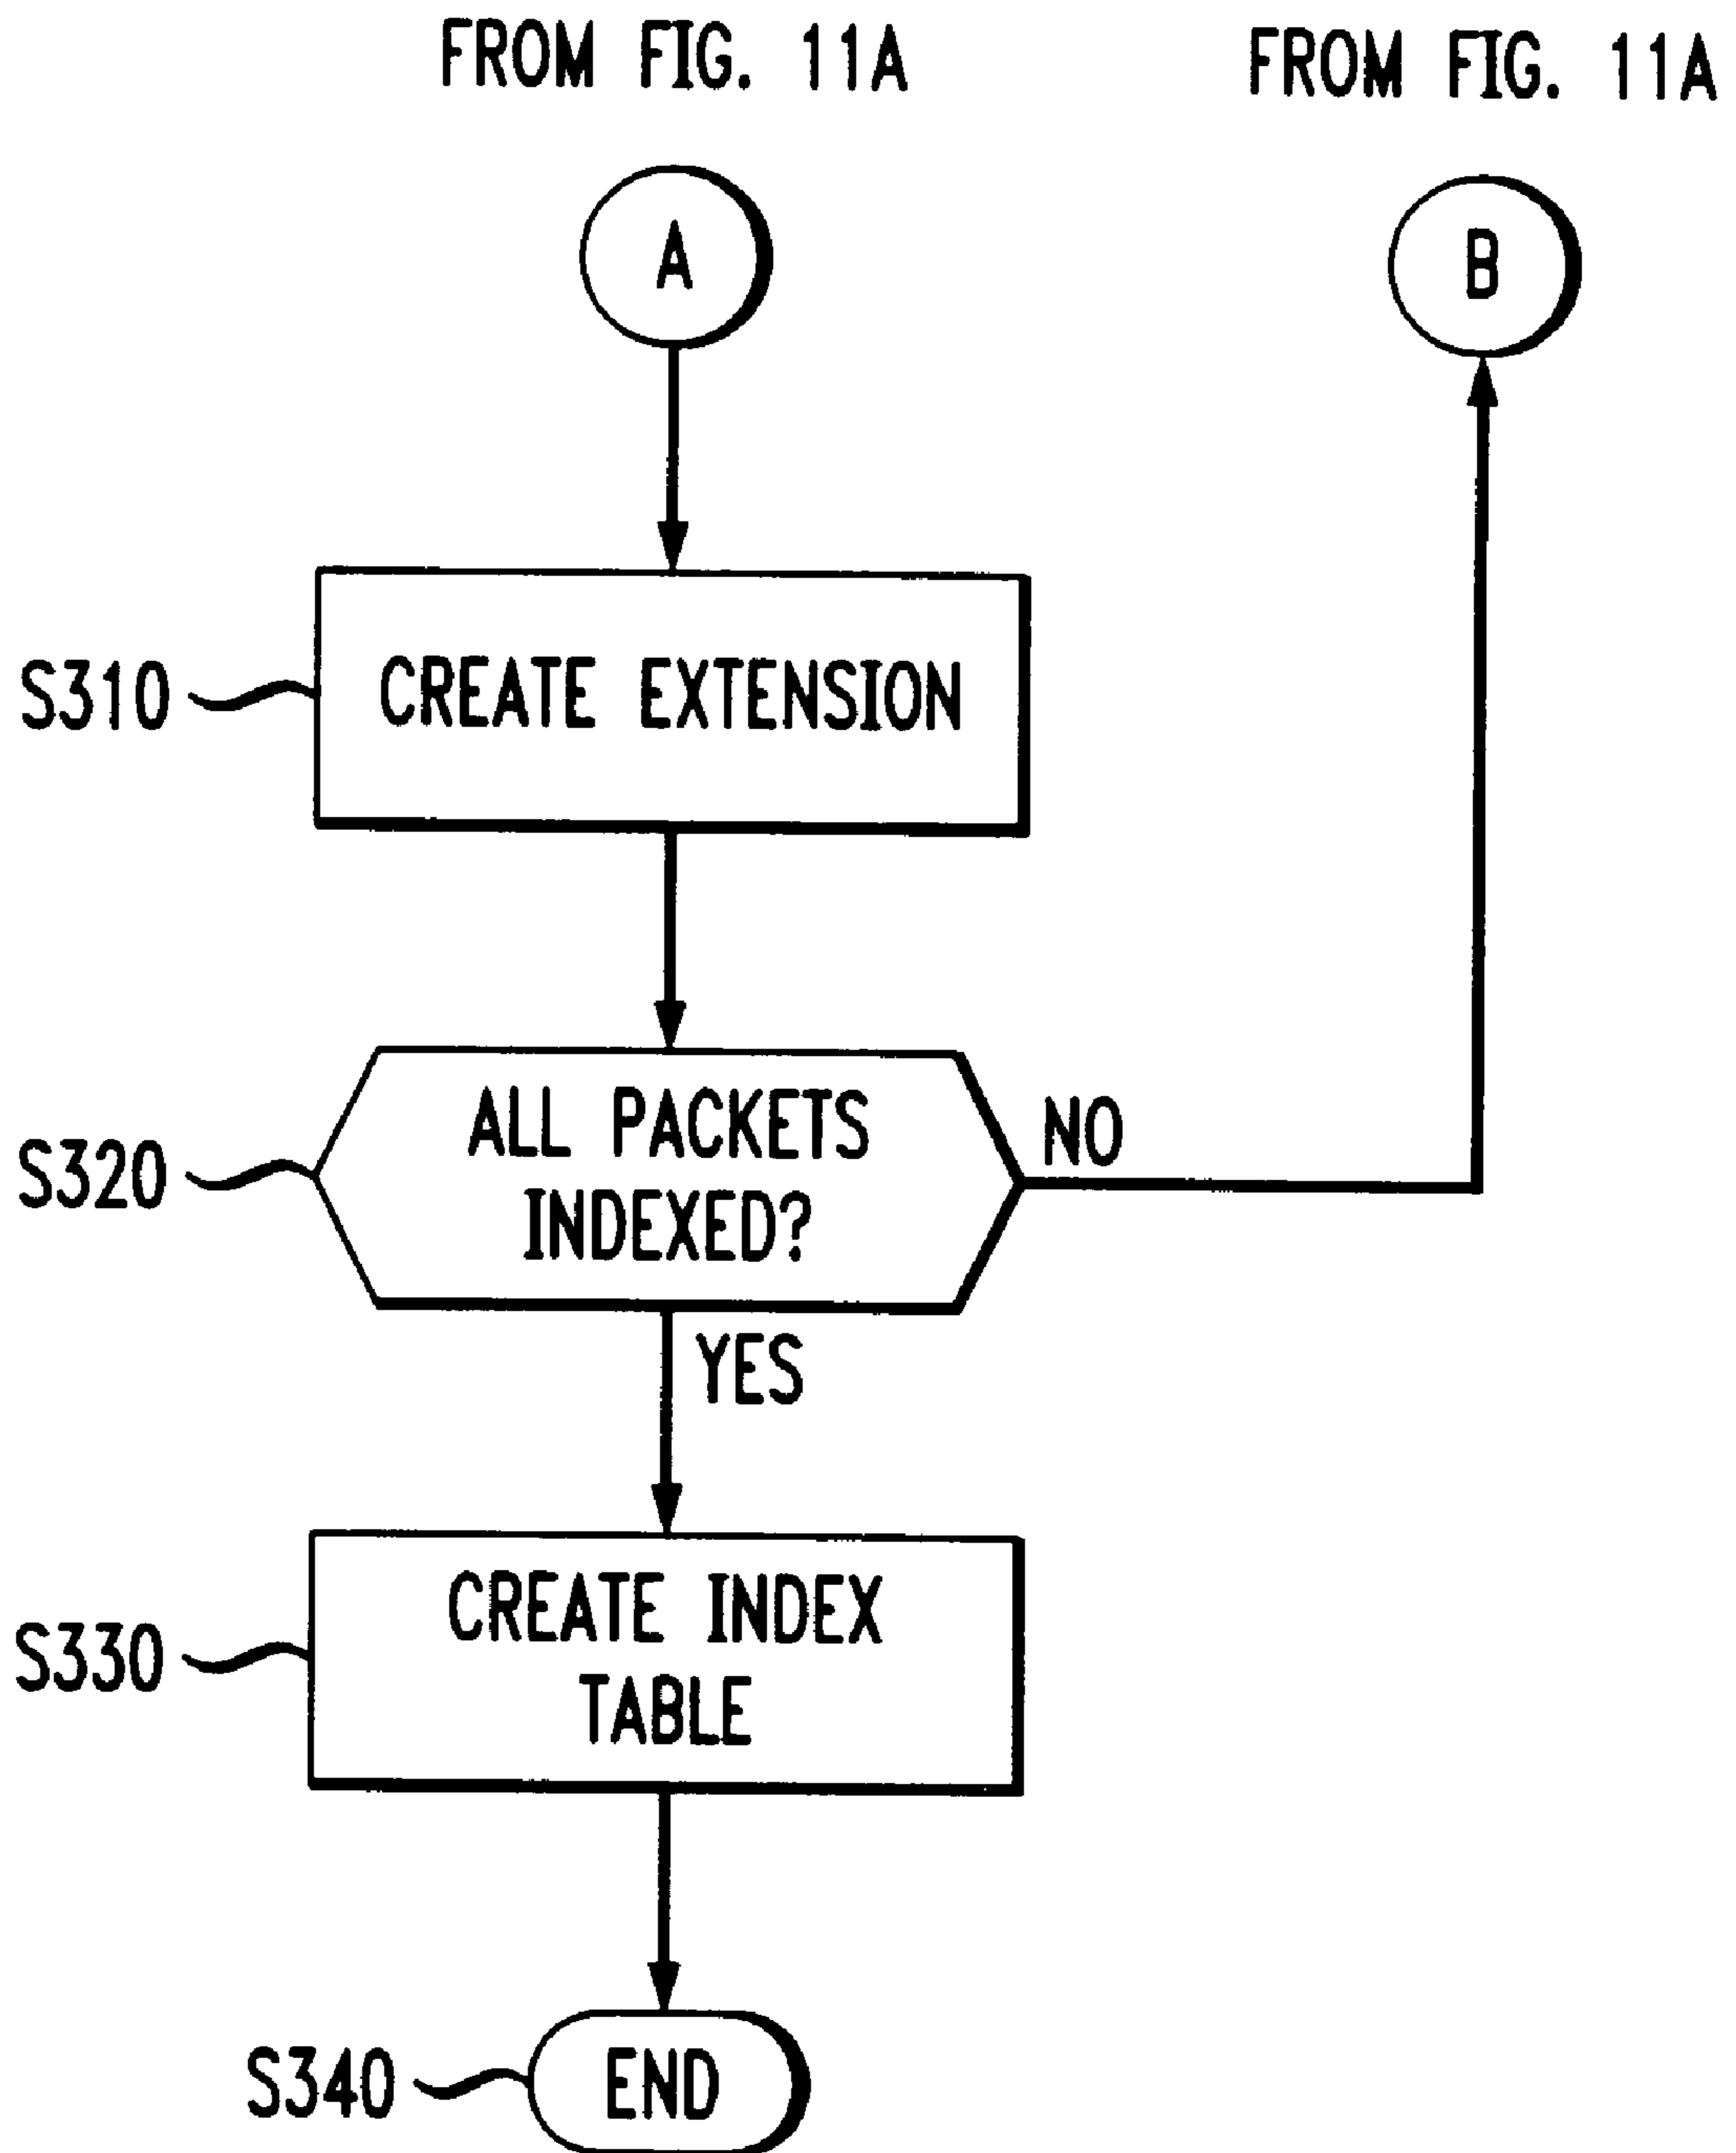 FROM FIG. 11A
FROM FIG. 11A
A
B
S310
CREATE EXTENSION
S320
ALL PACKETS
INDEXED?
NO
YES
S330
CREATE INDEX
TABLE
S340
END